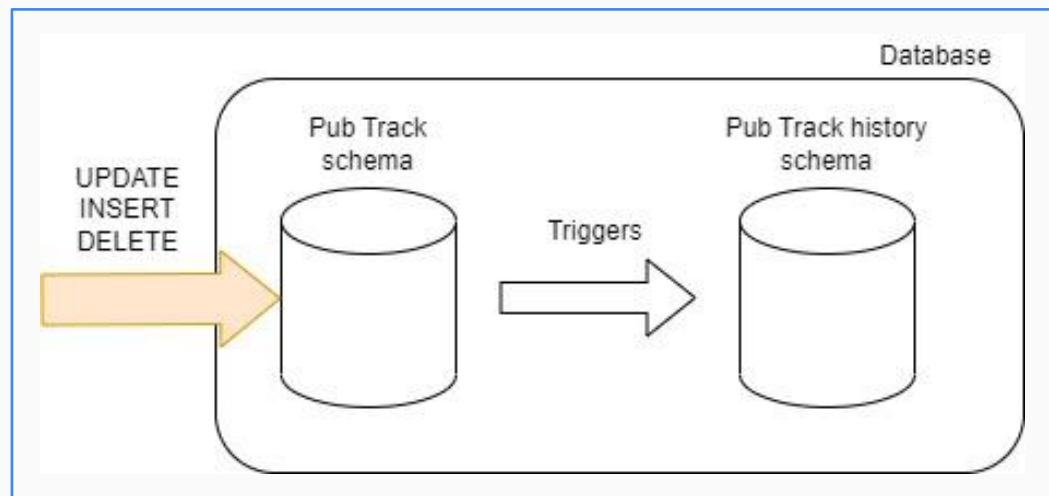 Database
Pub Track
schema
Pub Track history
schema
UPDATE
INSERT
DELETE
Triggers